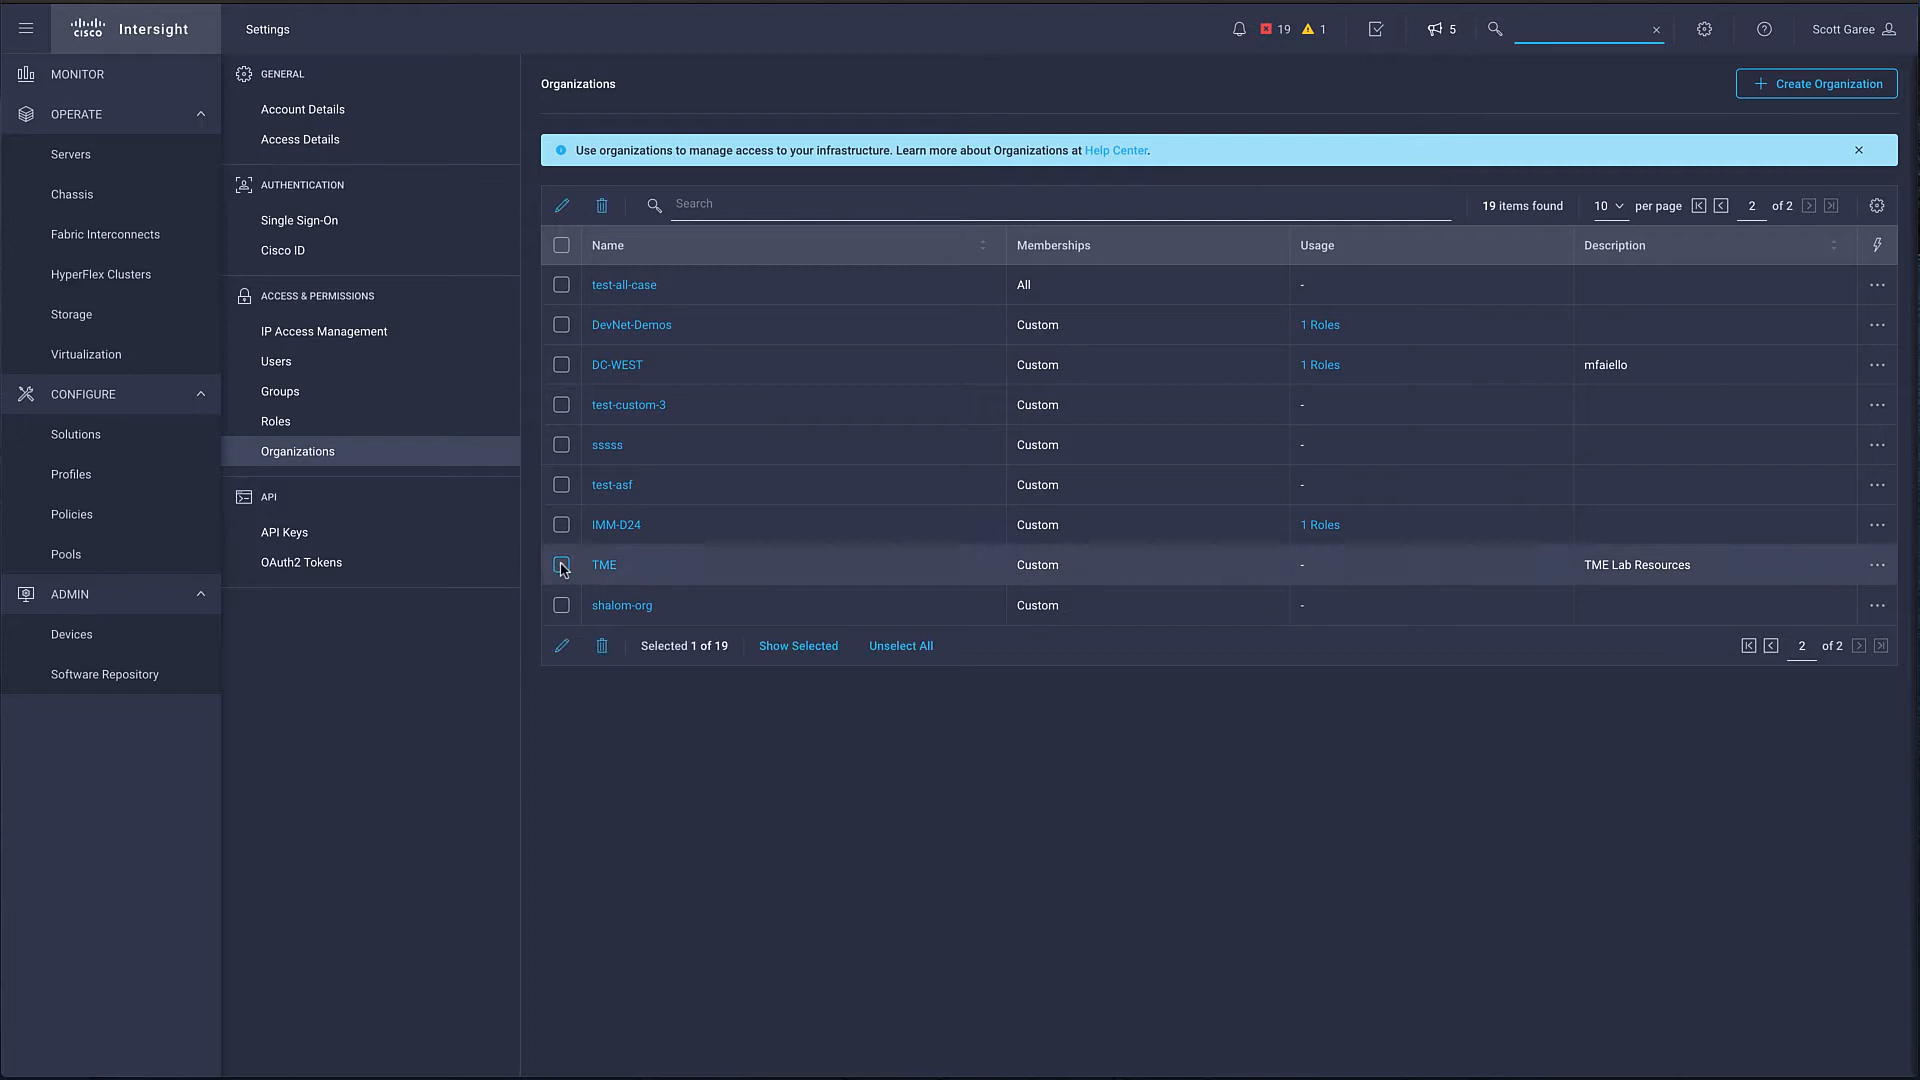 cisco Intersight
Settings
19 1
5
Scott Garee
MONITOR
OPERATE
Servers
Chassis
Fabric Interconnects
HyperFlex Clusters
Storage
Virtualization
CONFIGURE
Solutions
Profiles
Policies
Pools
ADMIN
Devices
Software Repository
GENERAL
Account Details
Access Details
AUTHENTICATION
Single Sign-On
Cisco ID
ACCESS & PERMISSIONS
IP Access Management
Users
Groups
Roles
Organizations
API
API Keys
OAuth2 Tokens
Organizations
Create Organization
Use organizations to manage access to your infrastructure. Learn more about Organizations at Help Center.
Search
19 items found 10 per page 2 of 2
Name Memberships Usage Description
test-all-case All -
DevNet-Demos Custom 1 Roles
DC-WEST Custom 1 Roles mfaiello
test-custom-3 Custom -
sssss Custom -
test-asf Custom -
IMM-D24 Custom 1 Roles
TME Custom - TME Lab Resources
shalom-org Custom -
Selected 1 of 19 Show Selected Unselect All 2 of 2